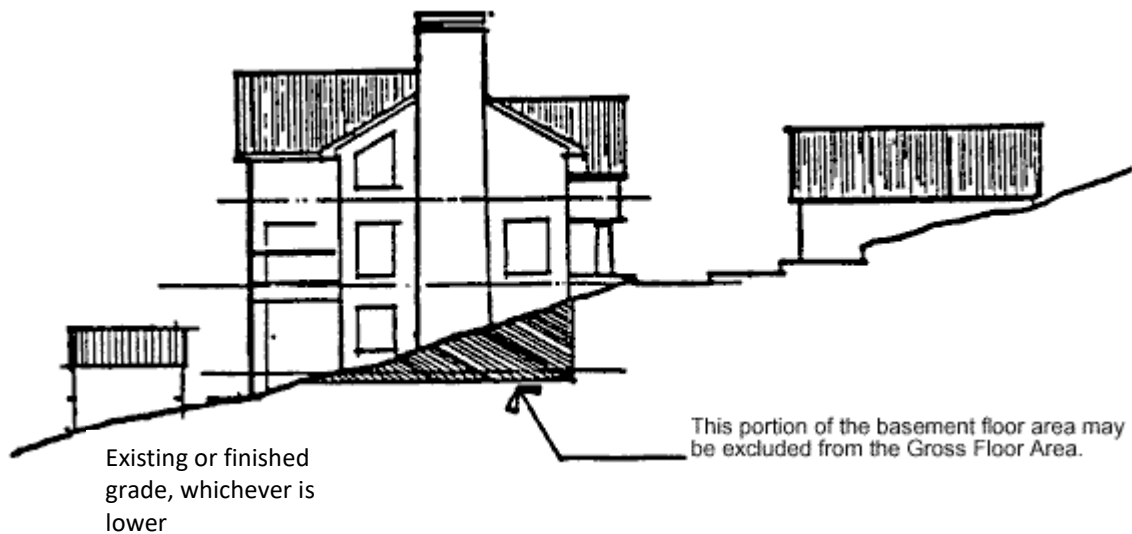 This portion of the basement floor area may
be excluded from the Gross Floor Area.
Existing or finished
grade, whichever is
lower